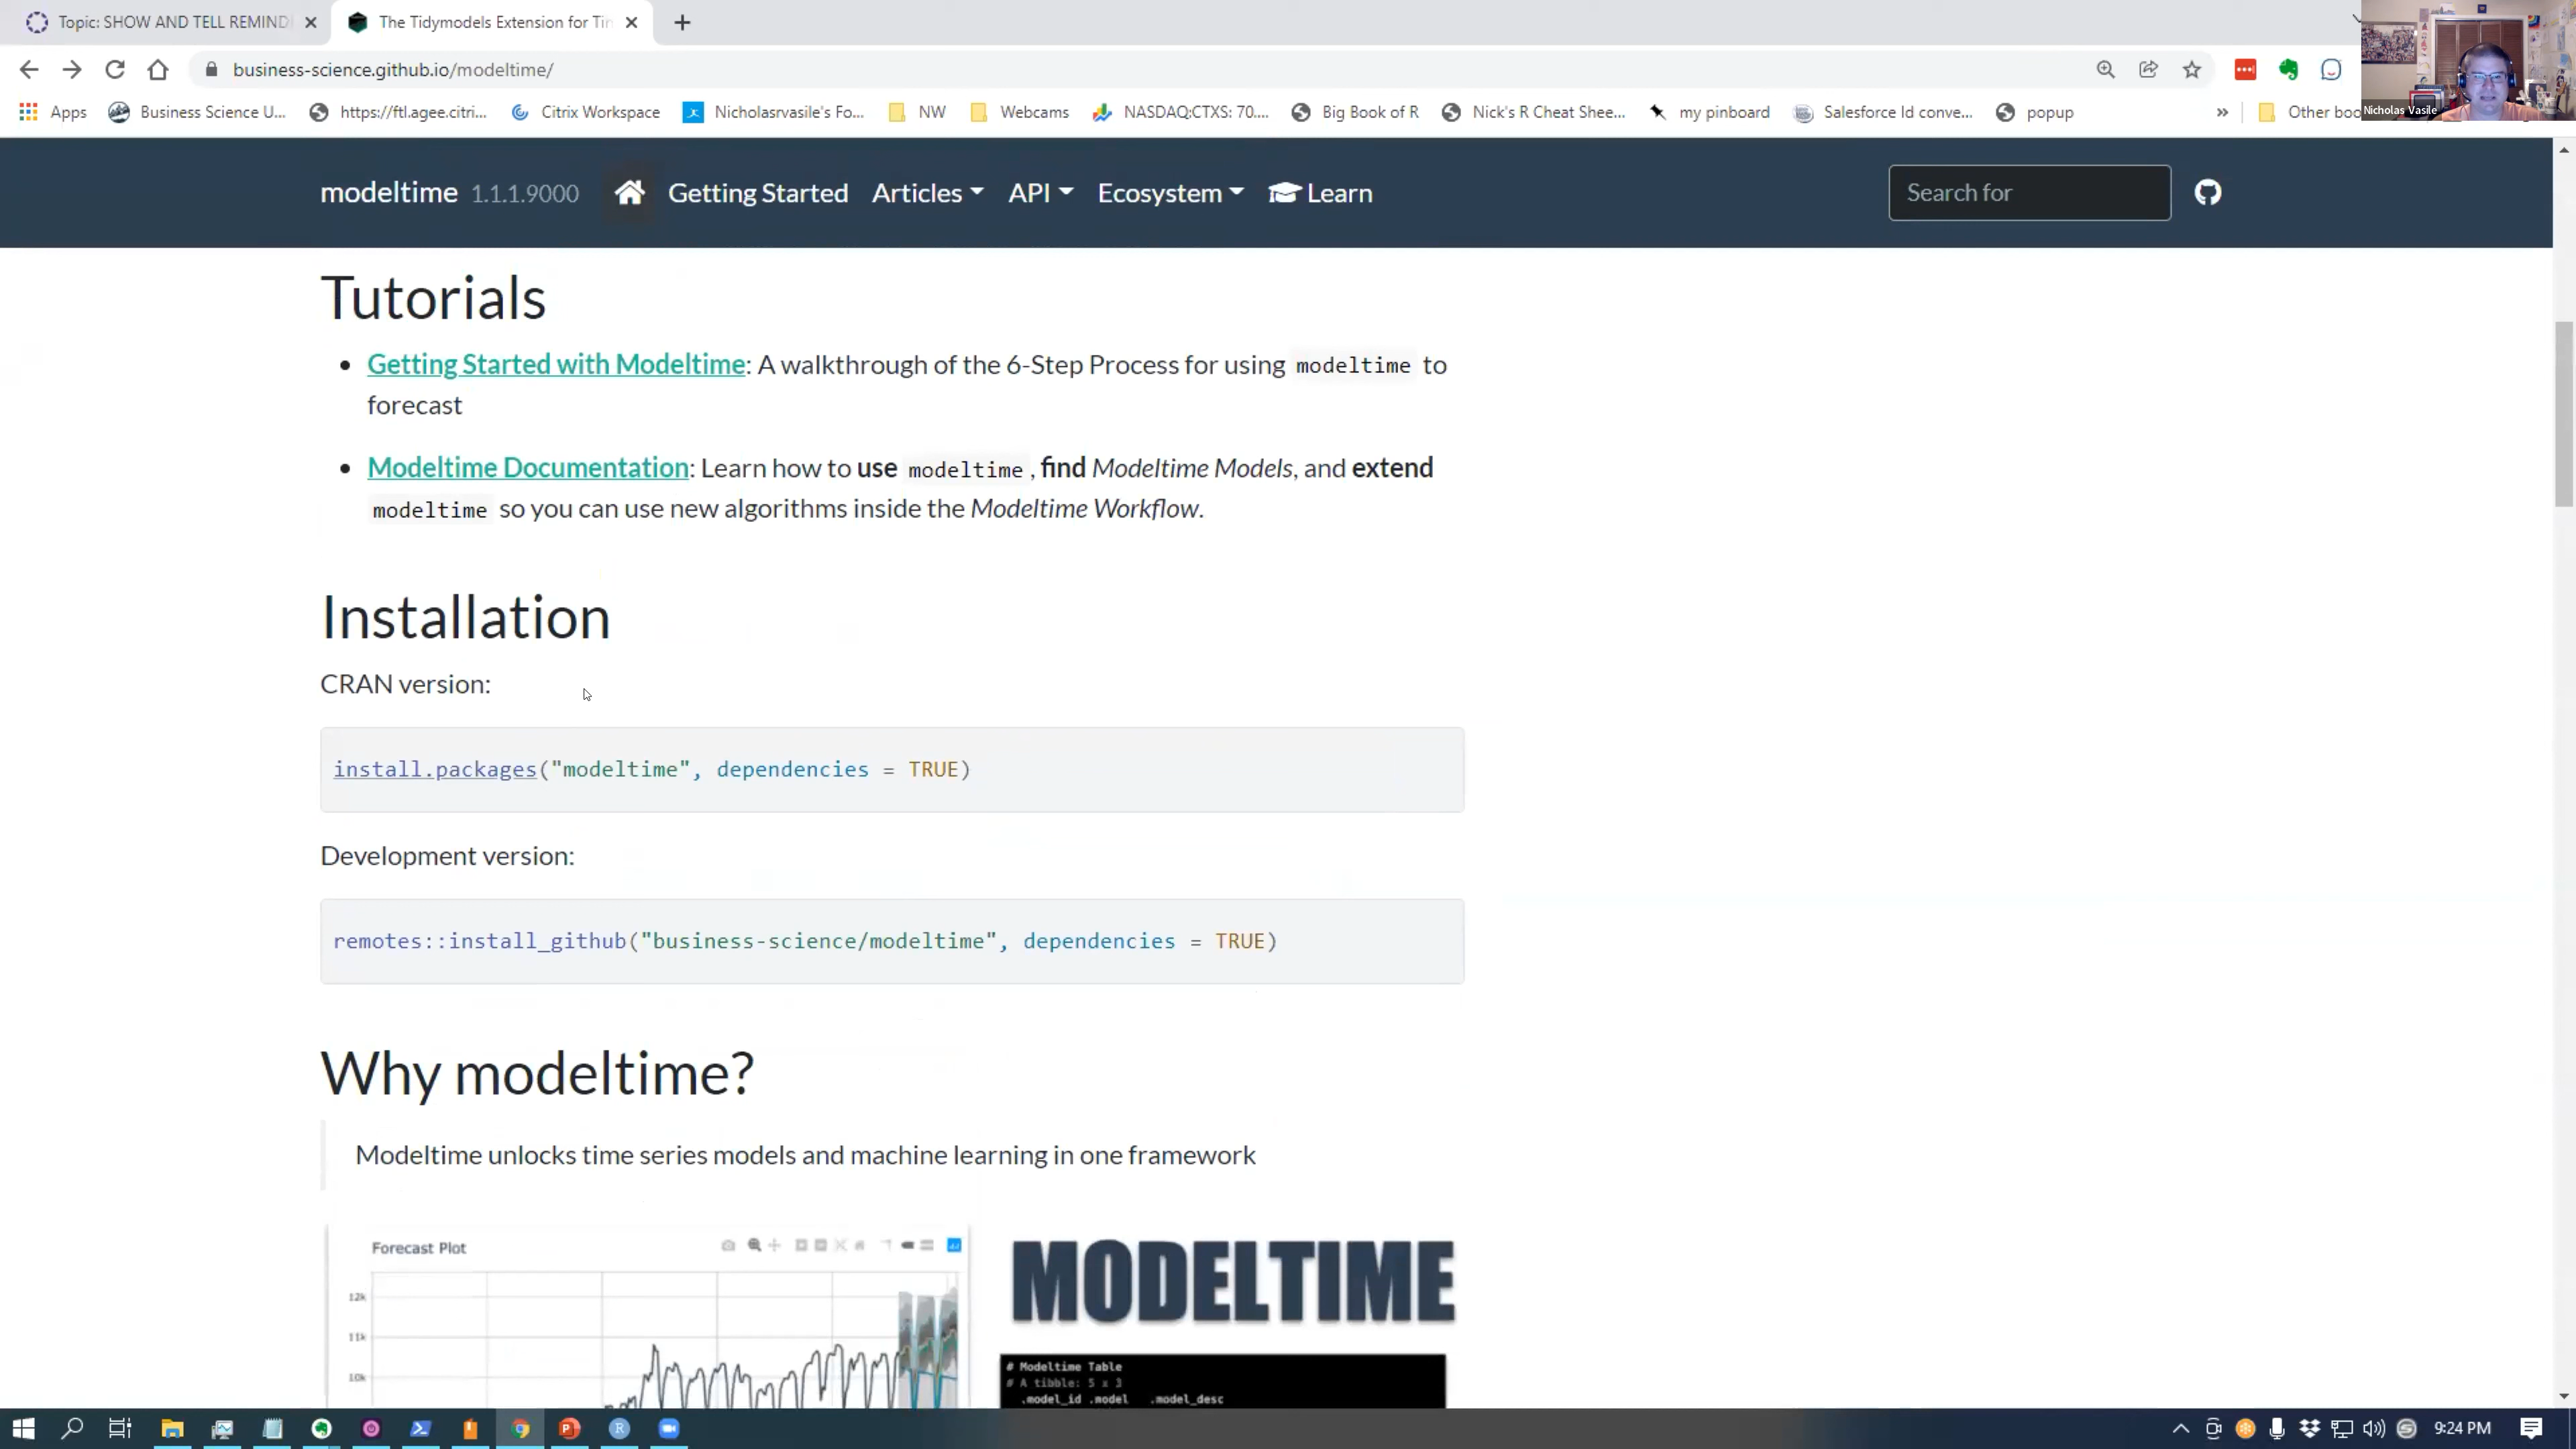 Topic: SHOW AND TELL REMIND
The Tidymodels Extension for Tim
business-science.github.io/modeltime/
Apps
Business Science U...
https://ftl.agee.citri...
Citrix Workspace
Nicholasrvasile's Fo...
NW
Webcams
NASDAQ:CTXS: 70....
Big Book of R
Nick's R Cheat Shee...
my pinboard
Salesforce Id conve...
popup
»
Other boo
Nicholas Vasile
modeltime 1.1.1.9000
Getting Started
Articles
API
Ecosystem
Learn
Search for
Tutorials
• Getting Started with Modeltime: A walkthrough of the 6-Step Process for using modeltime to
forecast
• Modeltime Documentation: Learn how to use modeltime, find Modeltime Models, and extend
modeltime so you can use new algorithms inside the Modeltime Workflow.
Installation
CRAN version:
install.packages("modeltime", dependencies = TRUE)
Development version:
remotes::install_github("business-science/modeltime", dependencies = TRUE)
Why modeltime?
Modeltime unlocks time series models and machine learning in one framework
Forecast Plot
12k
11k
10k
MODELTIME
# Modeltime Table
# A tibble: 5 x 3
.model_id .model .model_desc
9:24 PM